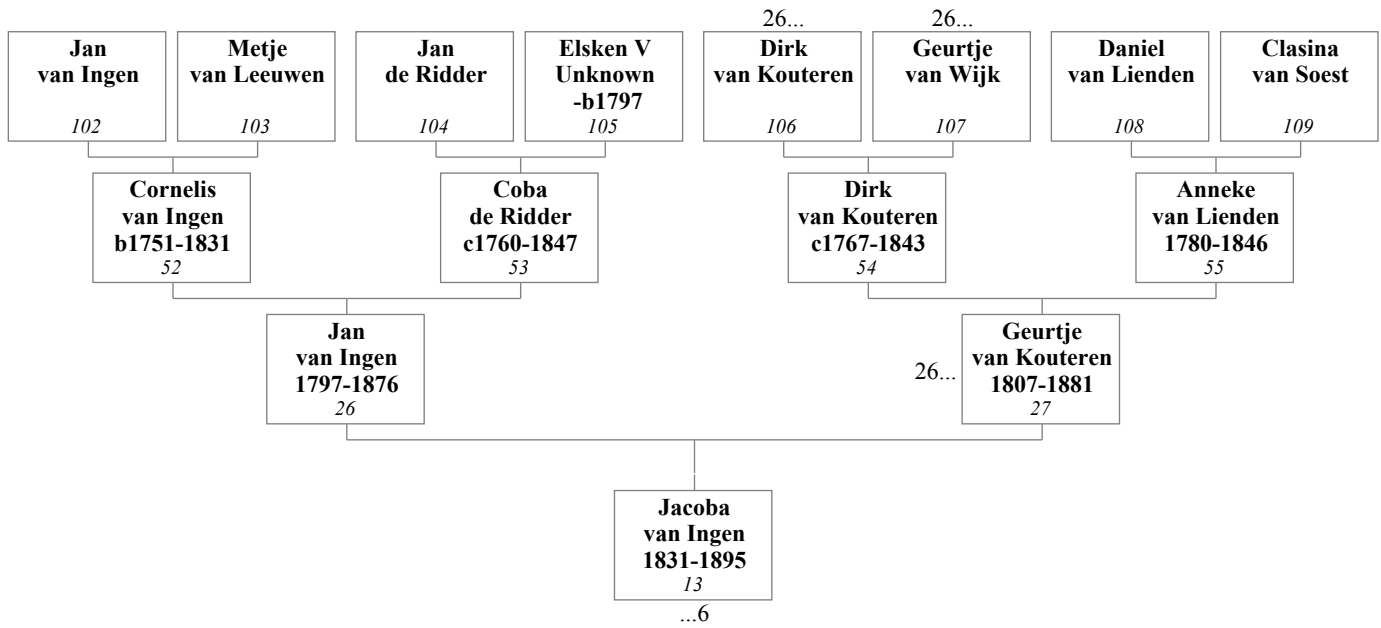 26...
26...
Jan
van Ingen
102
Metje
van Leeuwen
103
Jan
de Ridder
104
Elsken V
Unknown
-b1797
105
Dirk
van Kouteren
106
Geurtje
van Wijk
107
Daniel
van Lienden
108
Clasina
van Soest
109
Cornelis
van Ingen
b1751-1831
52
Coba
de Ridder
c1760-1847
53
Dirk
van Kouteren
c1767-1843
54
Anneke
van Lienden
1780-1846
55
Jan
van Ingen
1797-1876
26
26...
Geurtje
van Kouteren
1807-1881
27
Jacoba
van Ingen
1831-1895
13
...6